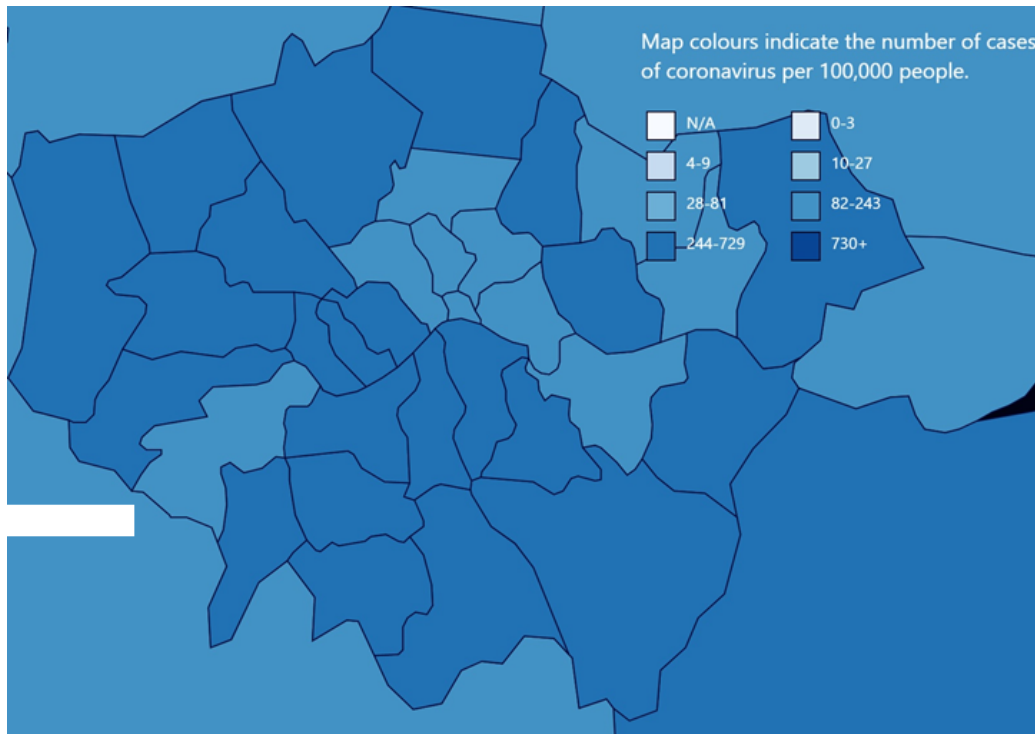 Map colours indicate the number of cases
of coronavirus per 100,000 people.
N/A
0-3
4-9
10-27
28-81
82-243
244-729
730+